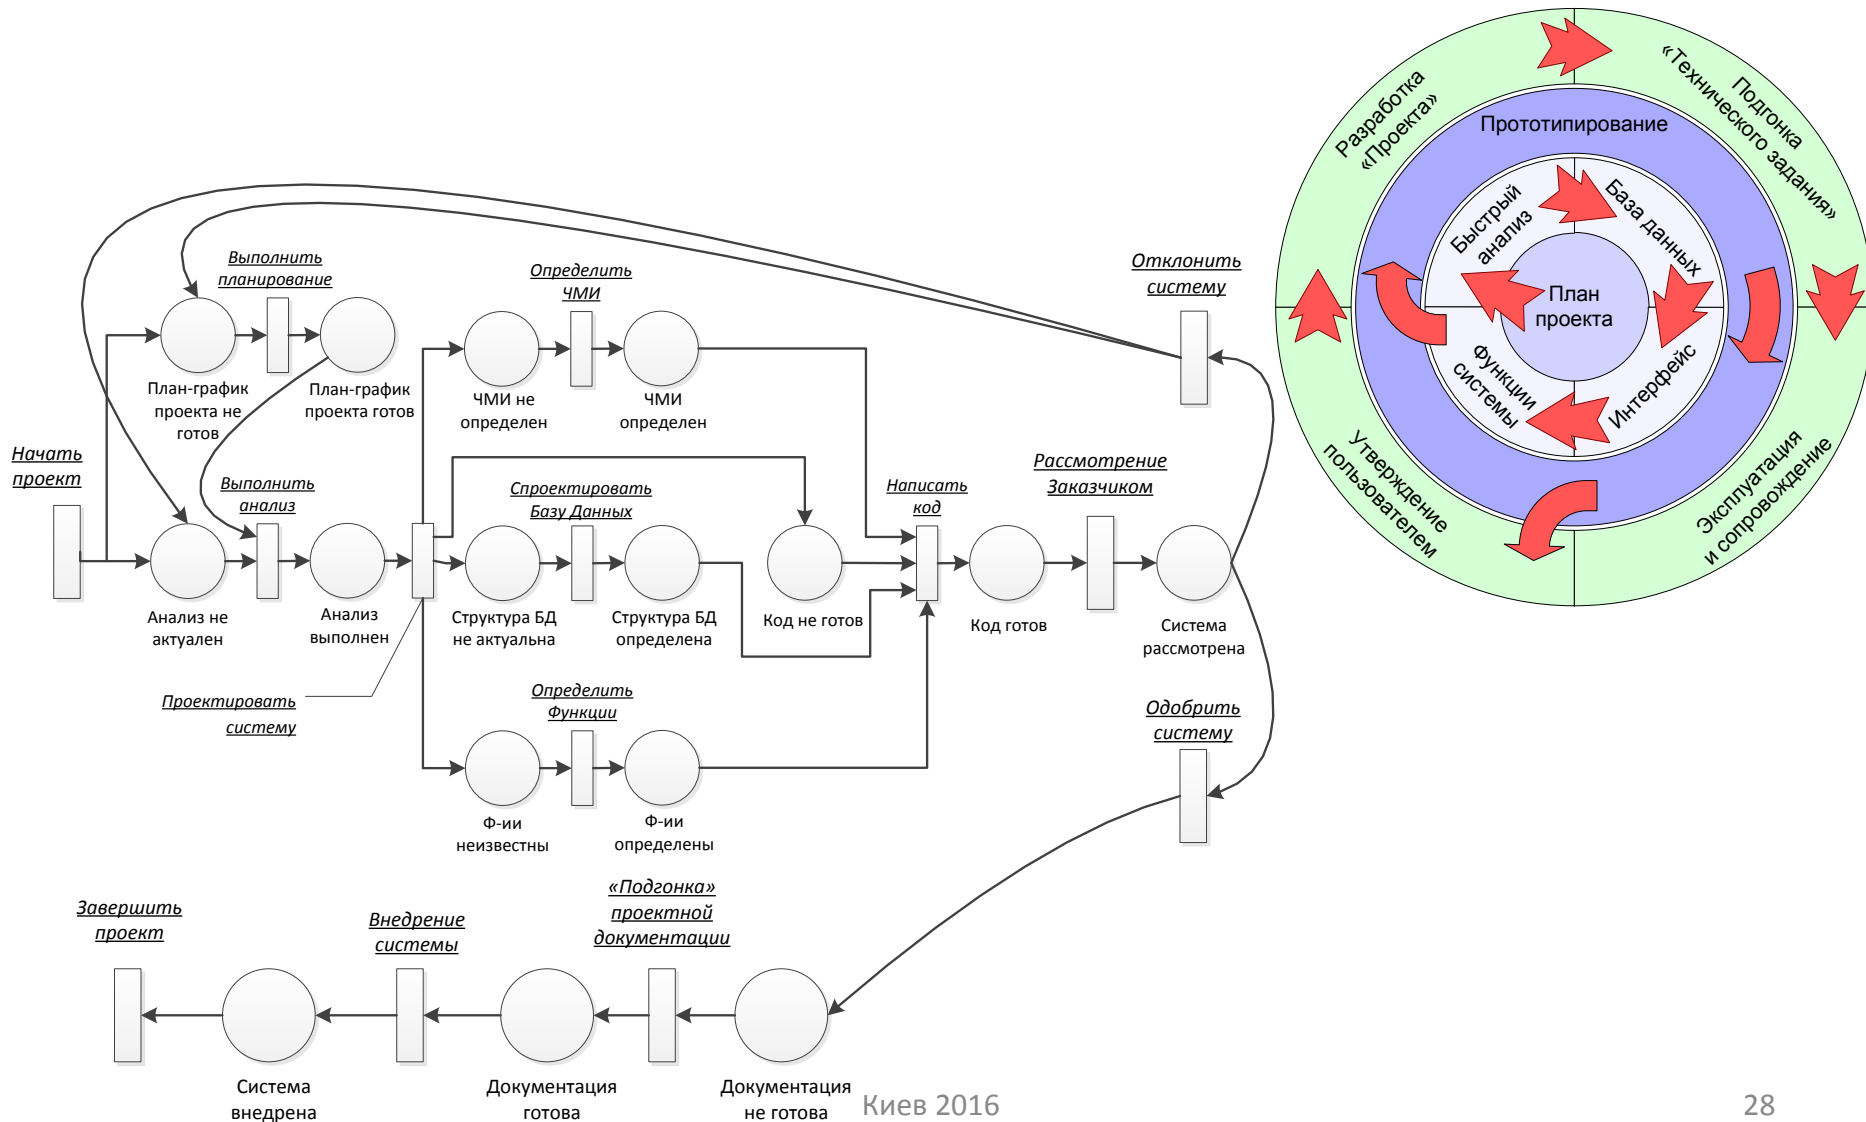 Начать
проект
Выполнить
планирование
План-график
проекта не
готов
План-график
проекта готов
Определить
ЧМИ
ЧМИ не
определен
ЧМИ
определен
Отклонить
систему
Выполнить
анализ
Анализ не
актуален
Анализ
выполнен
Проектировать
систему
Спроектировать
Базу Данных
Структура БД
не актуальна
Структура БД
определена
Код не готов
Написать
код
Код готов
Рассмотрение
Заказчиком
Система
рассмотрена
Определить
Функции
Ф-ии
неизвестны
Ф-ии
определены
Одобрить
систему
Завершить
проект
Внедрение
системы
«Подгонка»
проектной
документации
Система
внедрена
Документация
готова
Документация
не готова
Разработка
«Проекта»
Подгонка
«Технического задания»
Прототипирование
Быстрый
анализ
База данных
План
проекта
Функции
системы
Интерфейс
Утверждение
пользователем
Эксплуатация
и сопровождение
Киев 2016
28